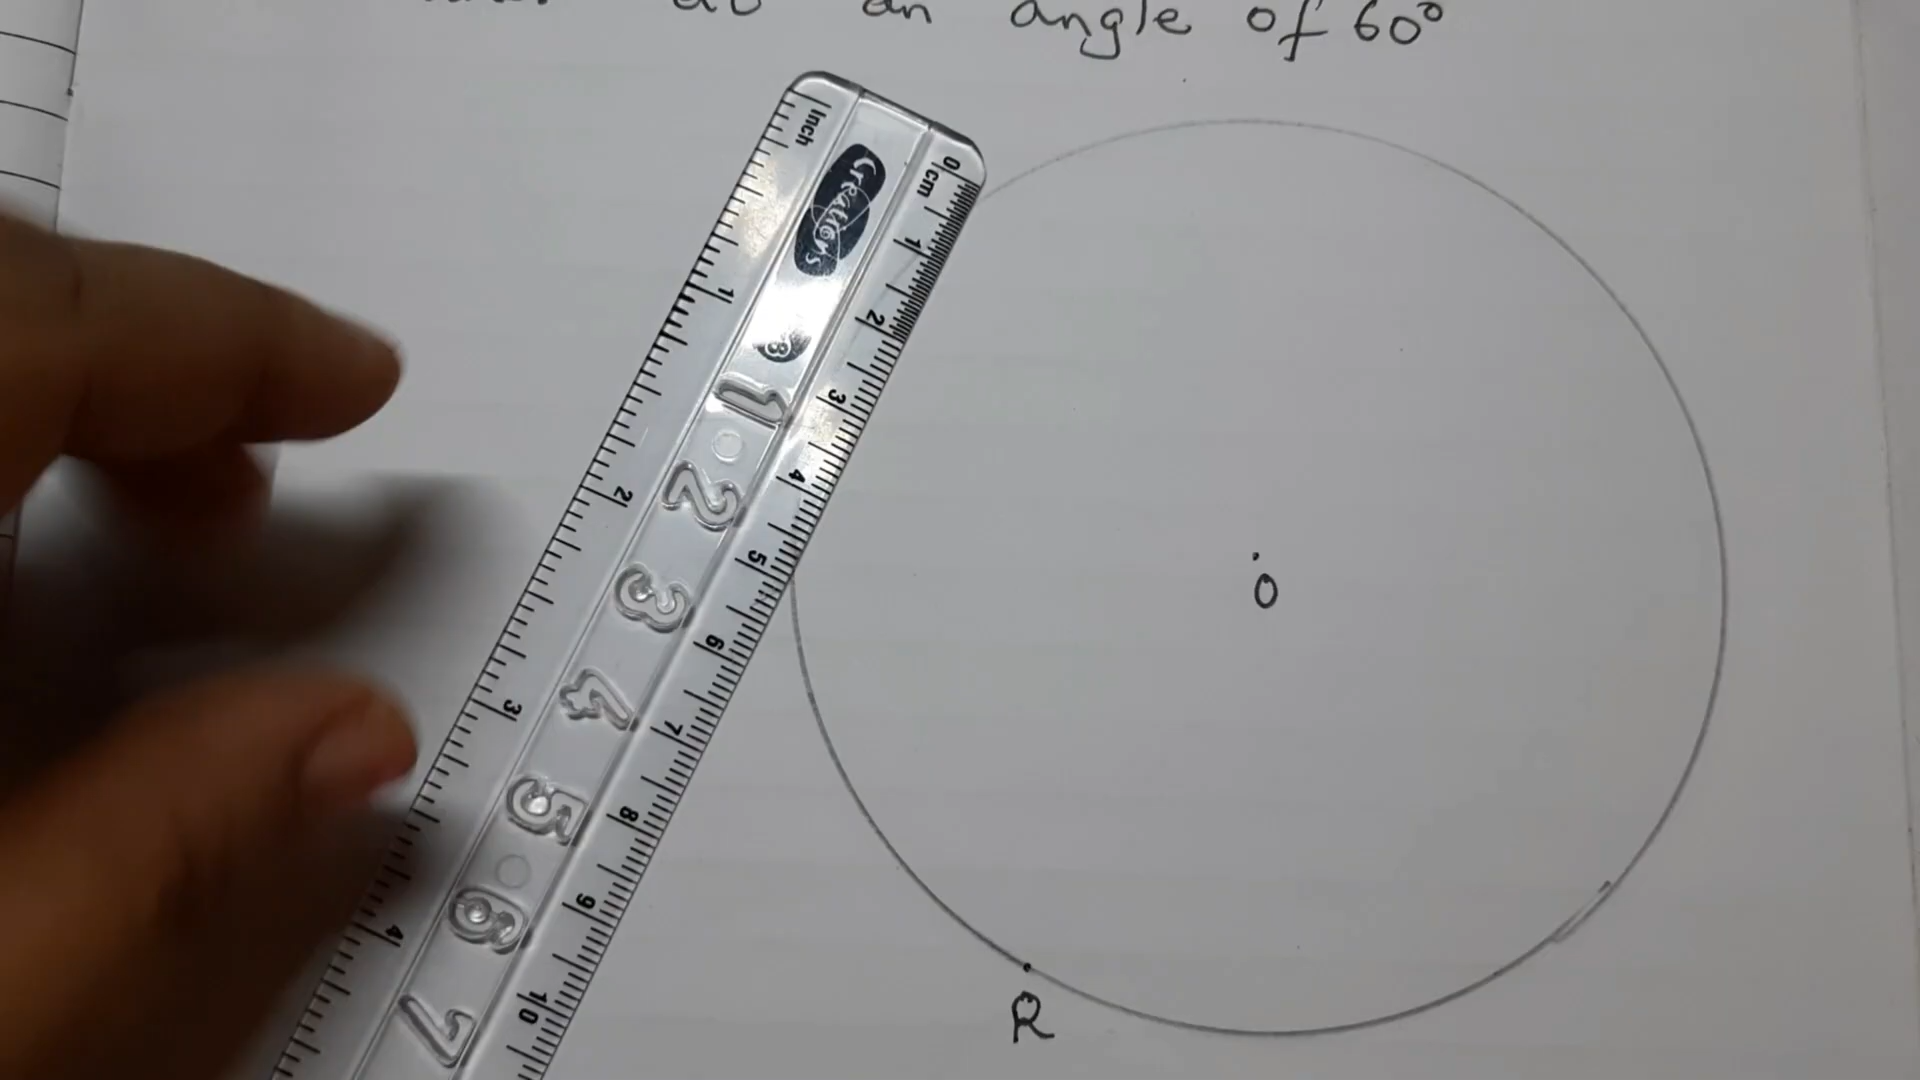 an angle of 60°
Inch
0 cm
Creation's
1 2 3 4 5 6 7 8 9 10
1 2 3 4
1 2 3 4 5 6 7
O
R